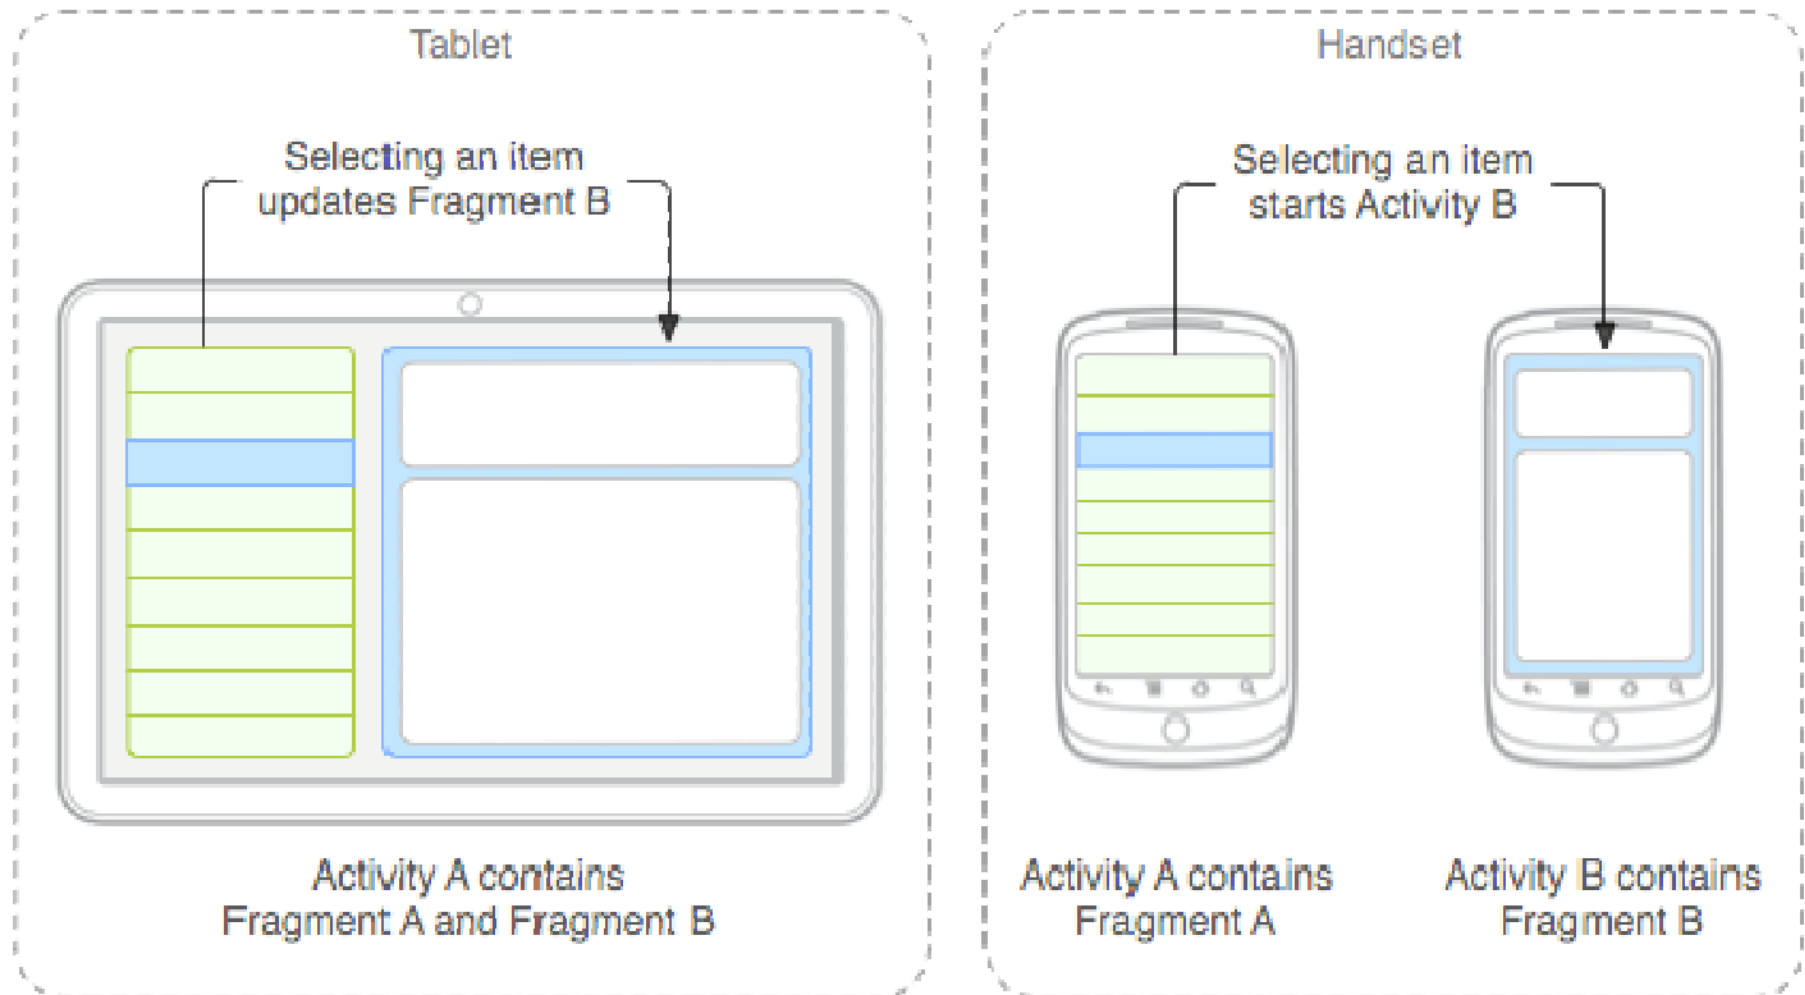 Tablet
Selecting an item
updates Fragment B
Activity A contains
Fragment A and Fragment B
Handset
Selecting an item
starts Activity B
Activity A contains
Fragment A
Activity B contains
Fragment B